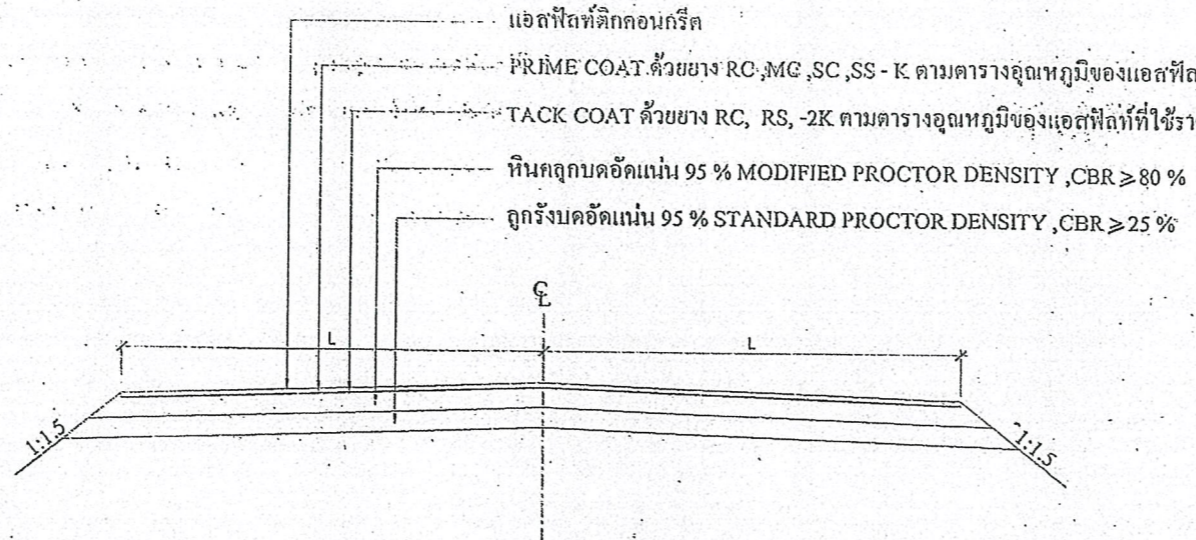 แอสฟัลท์ติกคอนกรีต
PRIME COAT ด้วยยาง RC ,MC ,SC ,SS - K ตามตารางอุณหภูมิของแอสฟัล
TACK COAT ด้วยยาง RC, RS, -2K ตามตารางอุณหภูมิของแอสฟัลท์ที่ใช้รา
หินคลุกบดอัดแน่น 95 % MODIFIED PROCTOR DENSITY ,CBR ≥ 80 %
ลูกรังบดอัดแน่น 95 % STANDARD PROCTOR DENSITY ,CBR ≥ 25 %
℄
L L
1:1.5 1:1.5